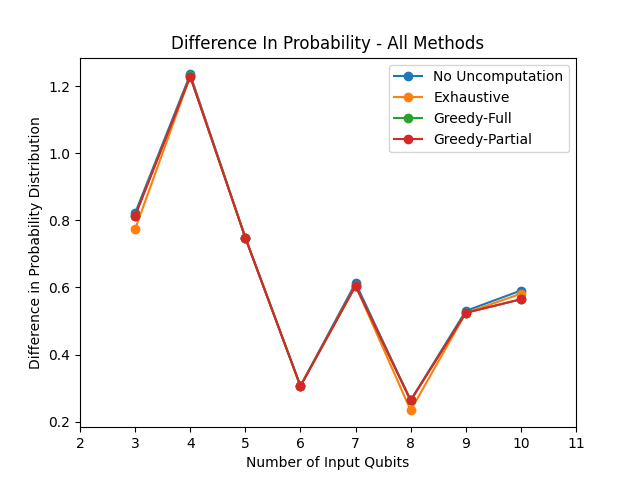 Difference In Probability - All Methods
No Uncomputation
Exhaustive
Greedy-Full
Greedy-Partial
Difference in Probability Distribution
1.2
1.0
0.8
0.6
0.4
0.2
2 3 4 5 6 7 8 9 10 11
Number of Input Qubits